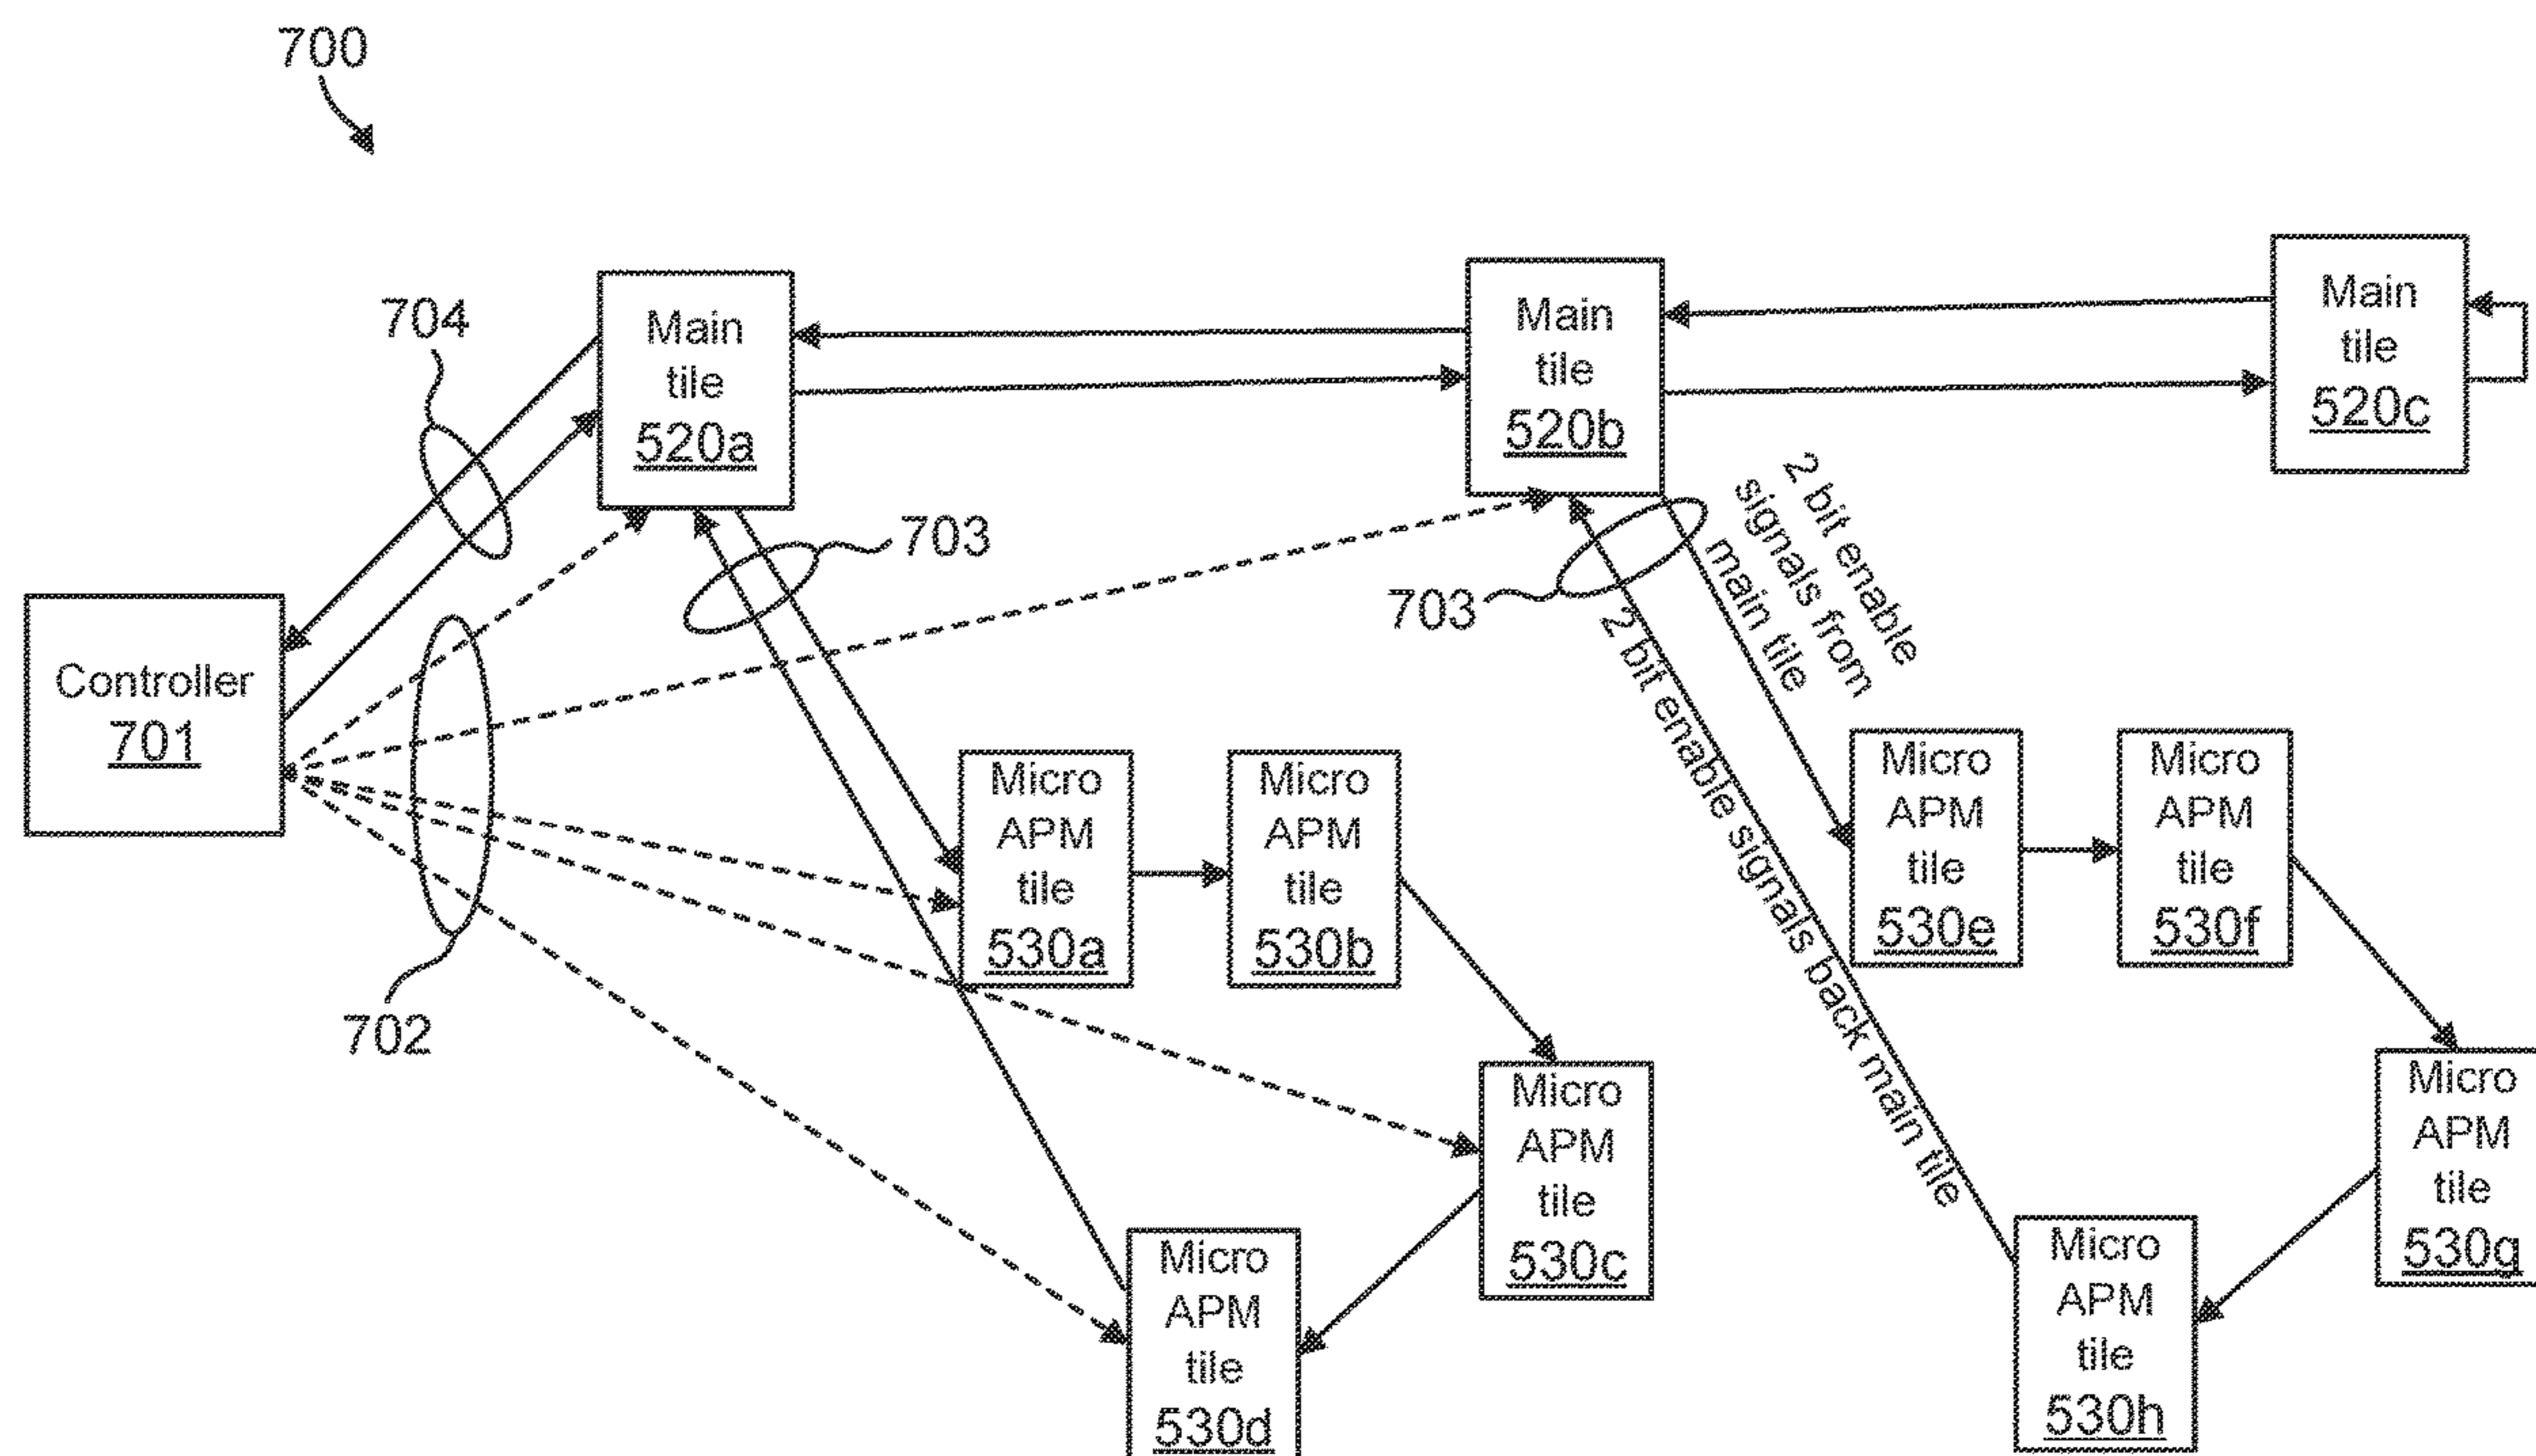 700
704
Main
tile
520a
Main
tile
520b
Main
tile
520c
703
703
2 bit enable
signals from
main tile
2 bit enable signals back main tile
Controller
701
702
Micro
APM
tile
530a
Micro
APM
tile
530b
Micro
APM
tile
530c
Micro
APM
tile
530d
Micro
APM
tile
530e
Micro
APM
tile
530f
Micro
APM
tile
530g
Micro
APM
tile
530h